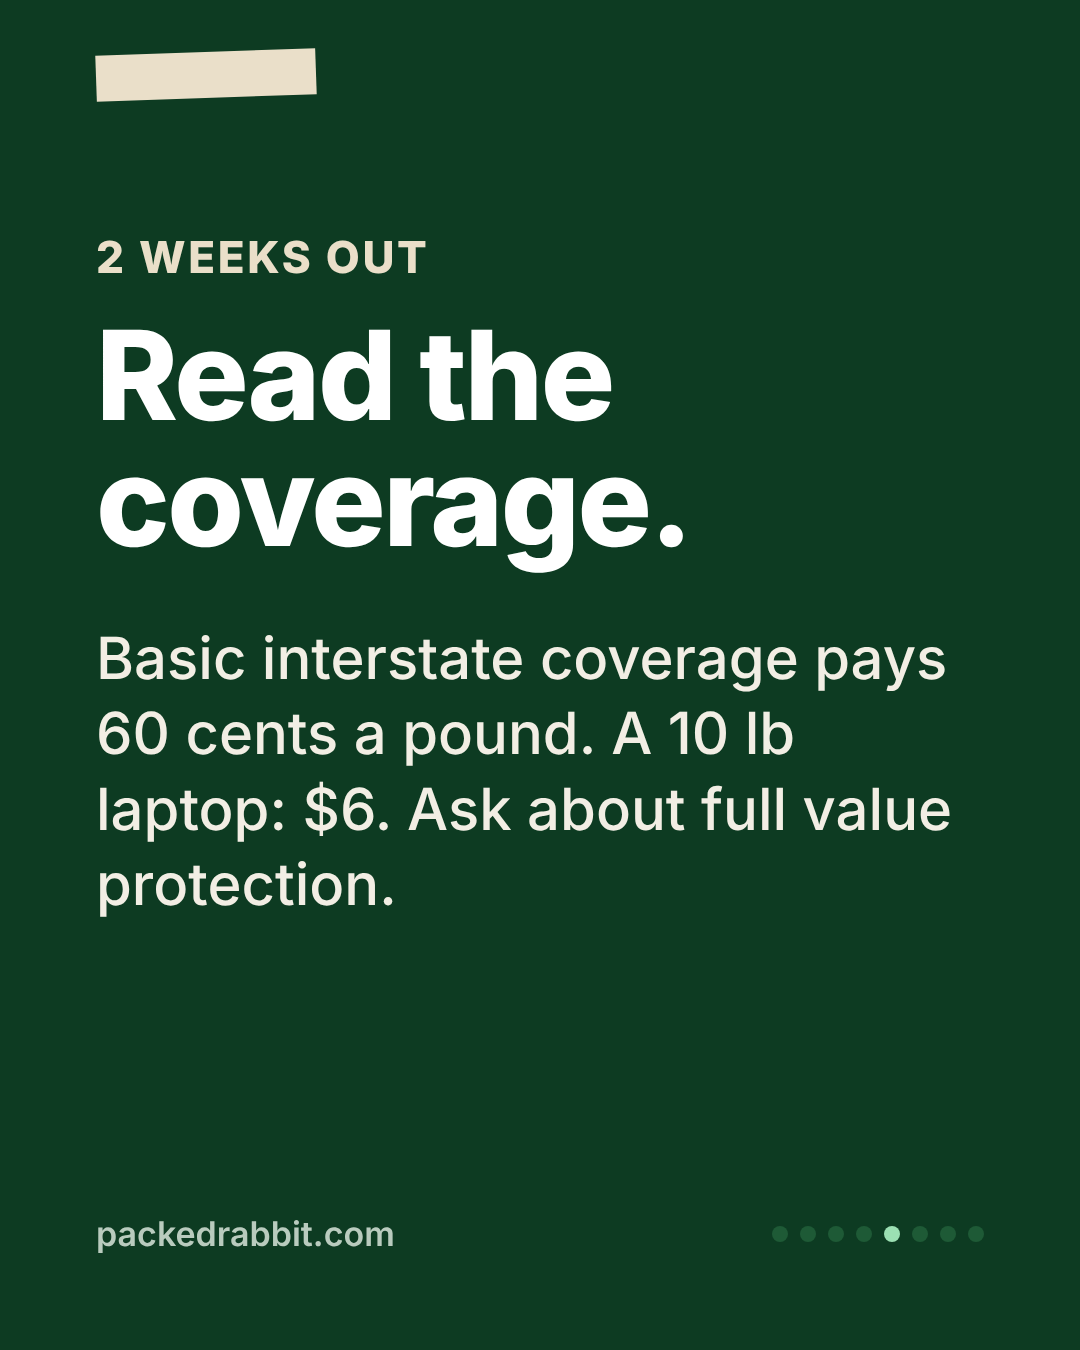 2 WEEKS OUT
Read the
coverage.
Basic interstate coverage pays
60 cents a pound. A 10 lb
laptop: $6. Ask about full value
protection.
packedrabbit.com